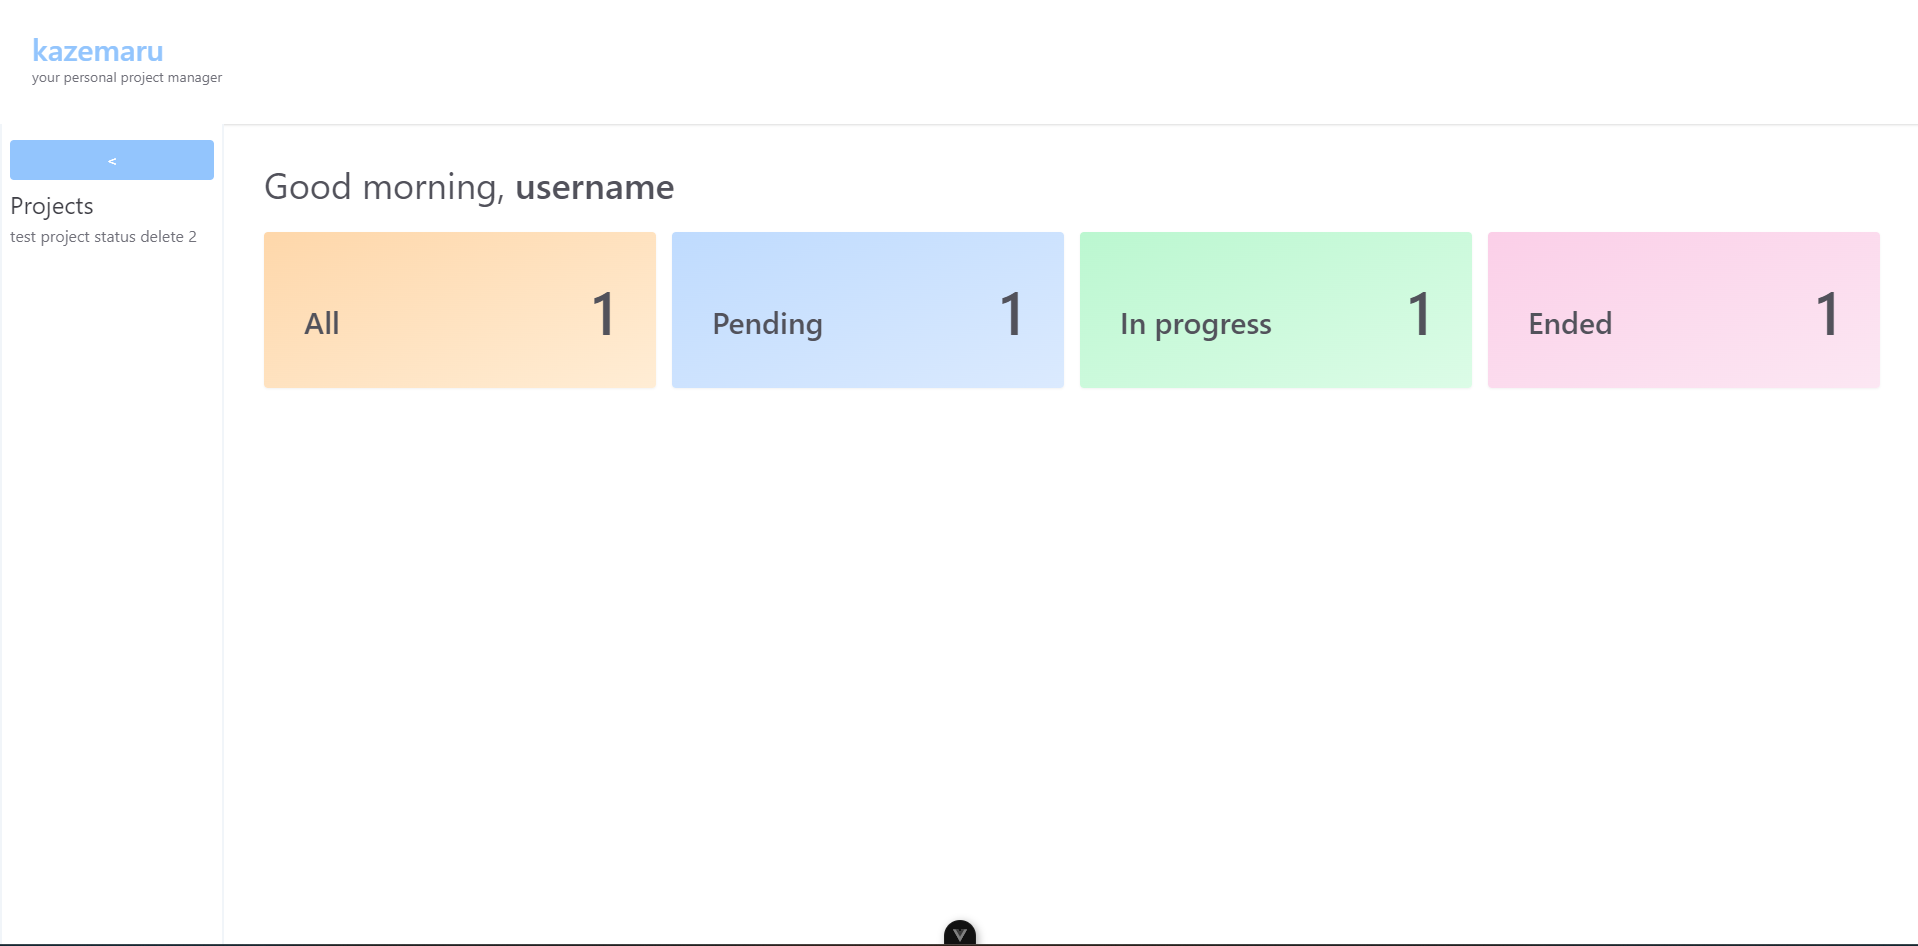 kazemaru
your personal project manager
<
Projects
test project status delete 2
Good morning, username
All 1
Pending 1
In progress 1
Ended 1